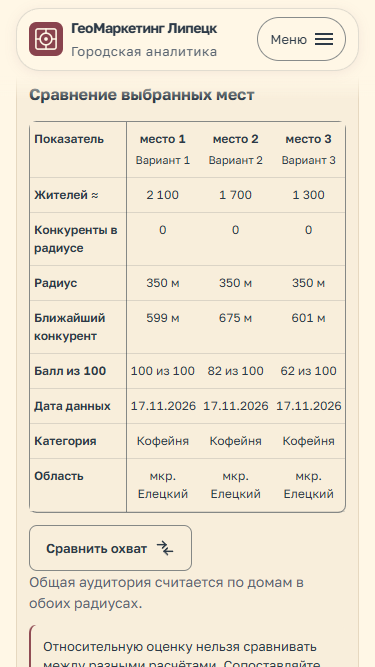 ГеоМаркетинг Липецк
Городская аналитика
Меню
Сравнение выбранных мест
Показатель место 1 место 2 место 3
Вариант 1 Вариант 2 Вариант 3
Жителей ≈ 2 100 1 700 1 300
Конкуренты в 0 0 0
радиусе
Радиус 350 м 350 м 350 м
Ближайший 599 м 675 м 601 м
конкурент
Балл из 100 100 из 100 82 из 100 62 из 100
Дата данных 17.11.2026 17.11.2026 17.11.2026
Категория Кофейня Кофейня Кофейня
Область мкр. мкр. мкр.
Елецкий Елецкий Елецкий
Сравнить охват
Общая аудитория считается по домам в
обоих радиусах.
Относительную оценку нельзя сравнивать
между разными расчётами. Сопоставляйте